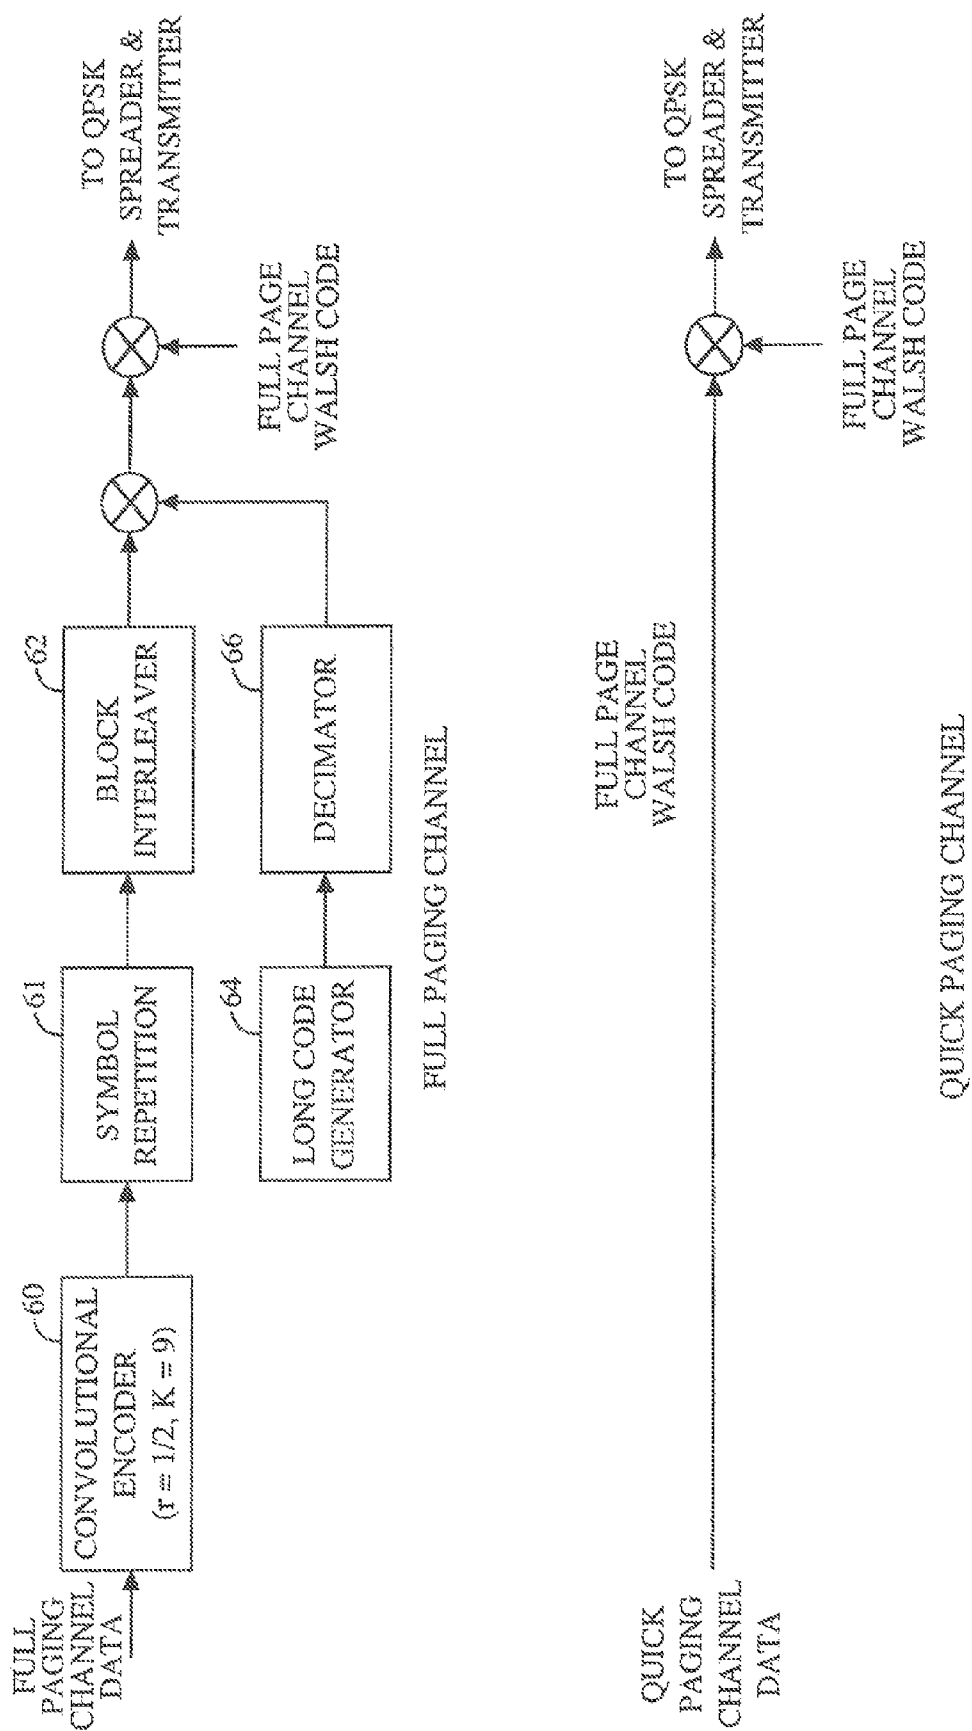 FULL
PAGING
CHANNEL
DATA
60
CONVOLUTIONAL
ENCODER
(r = 1/2, K = 9)
61
SYMBOL
REPETITION
62
BLOCK
INTERLEAVER
TO QPSK
SPREADER &
TRANSMITTER
64
LONG CODE
GENERATOR
66
DECIMATOR
FULL PAGE
CHANNEL
WALSH CODE
FULL PAGING CHANNEL
FULL PAGE
CHANNEL
WALSH CODE
QUICK
PAGING
CHANNEL
DATA
TO QPSK
SPREADER &
TRANSMITTER
FULL PAGE
CHANNEL
WALSH CODE
QUICK PAGING CHANNEL